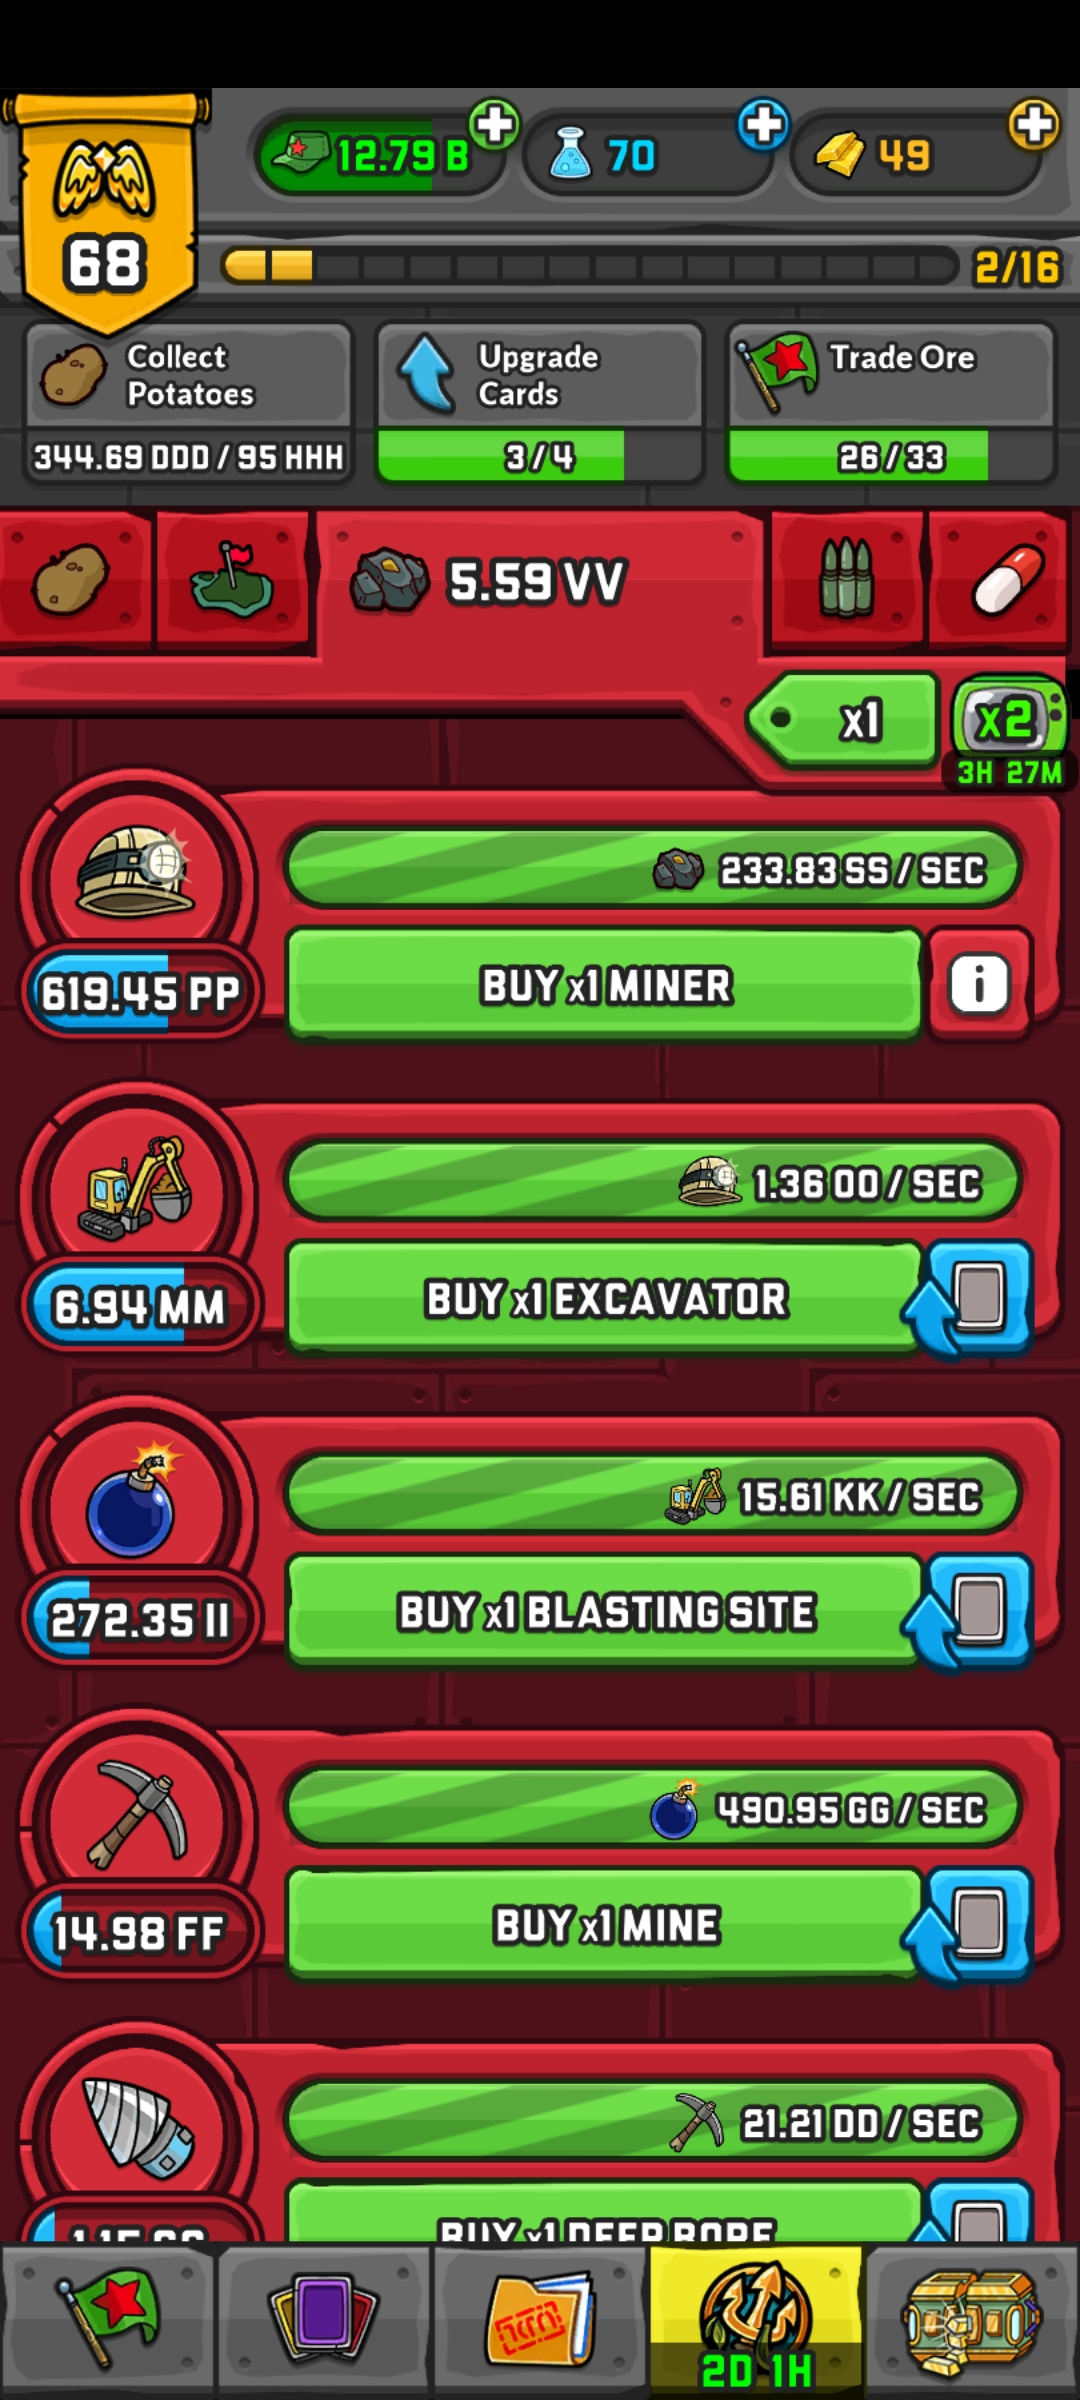 12.79 B
70
49
68
2/16
Collect
Potatoes
Upgrade
Cards
Trade Ore
344.69 DDD / 95 HHH
3/4
26/33
5.59 VV
x1
x2
3H 27M
233.83 SS / SEC
619.45 PP
BUY x1 MINER
i
1.36 OO / SEC
6.94 MM
BUY x1 EXCAVATOR
15.61 KK / SEC
272.35 II
BUY x1 BLASTING SITE
490.95 GG / SEC
14.98 FF
BUY x1 MINE
21.21 DD / SEC
BUY x1 DEEP BORE
2D 1H